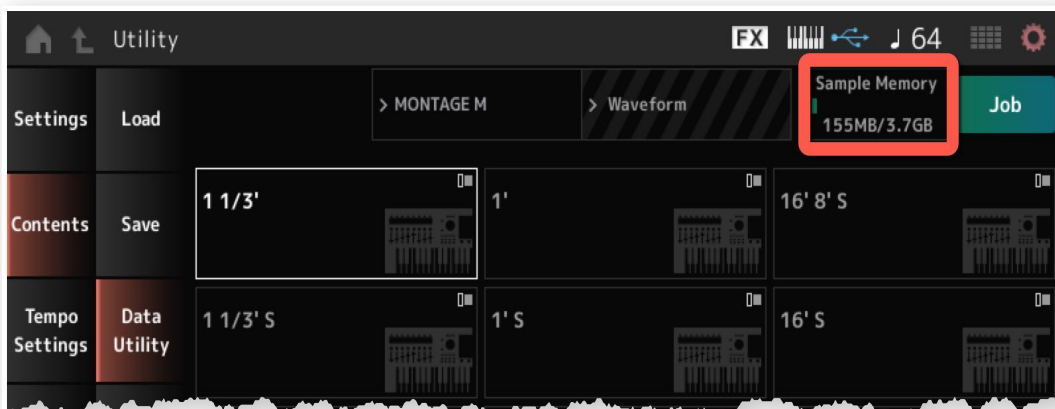 Utility
FX
♩ 64
Settings
Load
> MONTAGE M
> Waveform
Sample Memory
155MB/3.7GB
Job
Contents
Save
1 1/3'
1'
16' 8' S
Tempo
Settings
Data
Utility
1 1/3' S
1' S
16' S